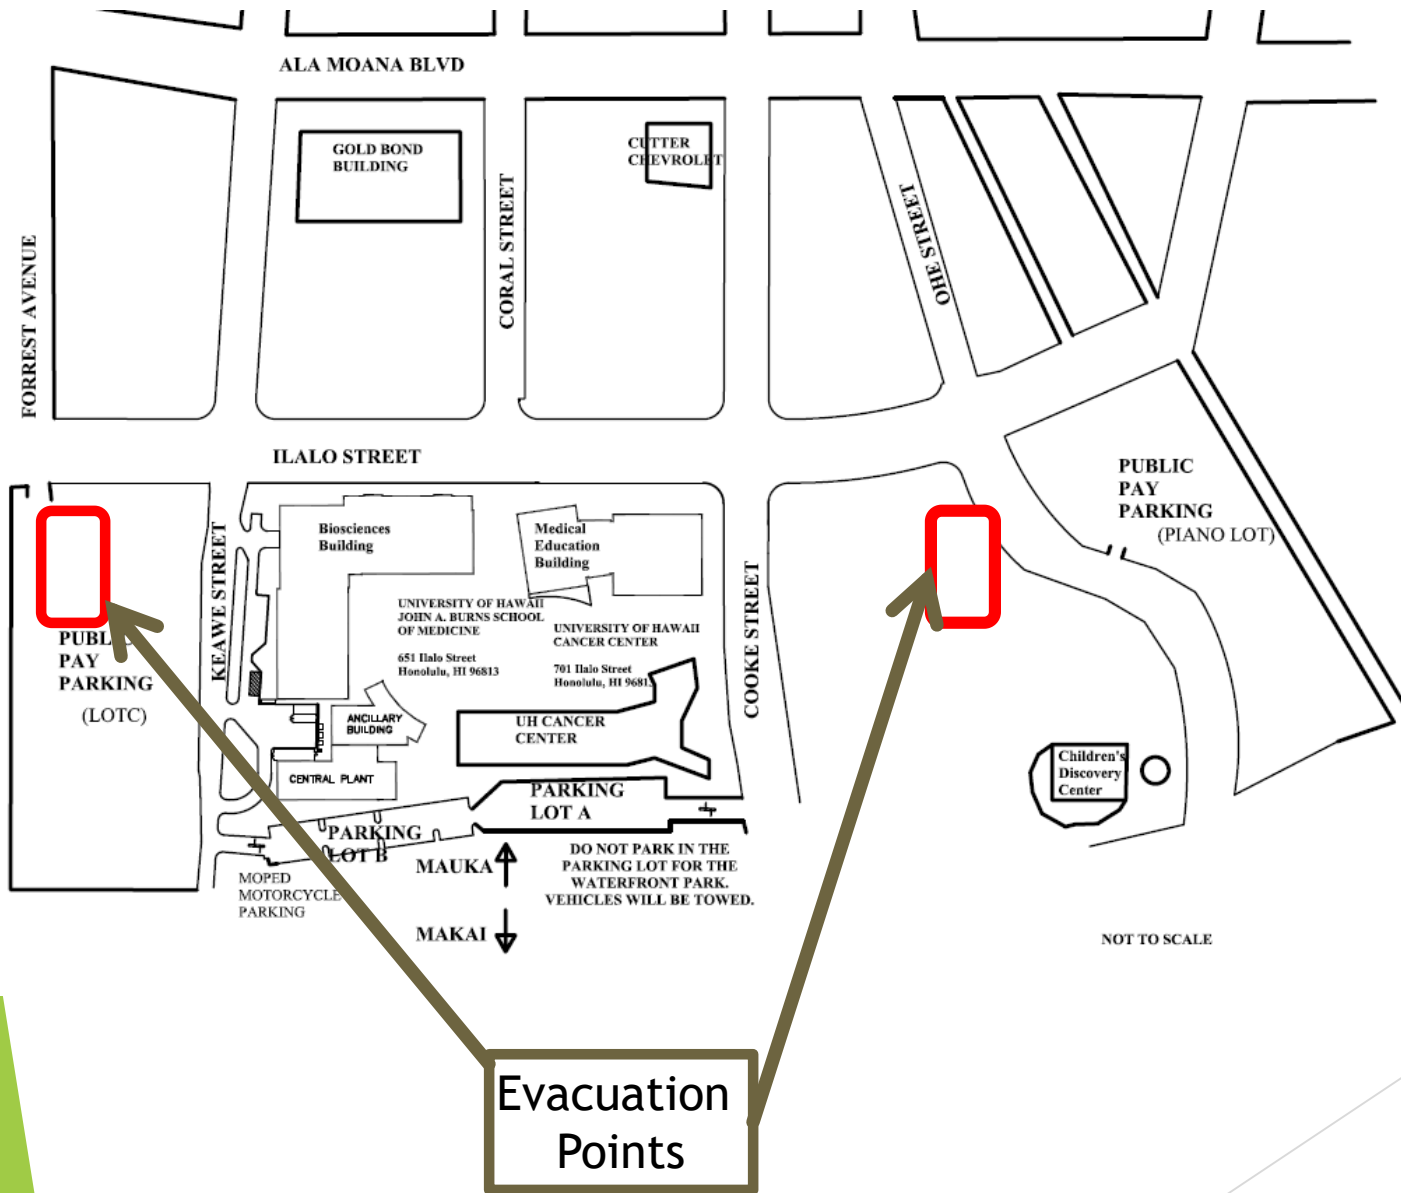 ALA MOANA BLVD
GOLD BOND
BUILDING
CUTTER
CHEVROLET
FORREST AVENUE
CORAL STREET
OHE STREET
ILALO STREET
PUBLIC
PAY
PARKING
(PIANO LOT)
Biosciences
Building
Medical
Education
Building
KEAWE STREET
COOKE STREET
UNIVERSITY OF HAWAII
JOHN A. BURNS SCHOOL
OF MEDICINE
651 Ilalo Street
Honolulu, HI 96813
UNIVERSITY OF HAWAII
CANCER CENTER
701 Ilalo Street
Honolulu, HI 96813
PUBLIC
PAY
PARKING
(LOTC)
ANCILLARY
BUILDING
UH CANCER
CENTER
CENTRAL PLANT
Children's
Discovery
Center
PARKING
LOT A
PARKING
LOT B
MAUKA
MAKAI
DO NOT PARK IN THE
PARKING LOT FOR THE
WATERFRONT PARK.
VEHICLES WILL BE TOWED.
MOPED
MOTORCYCLE
PARKING
NOT TO SCALE
Evacuation
Points